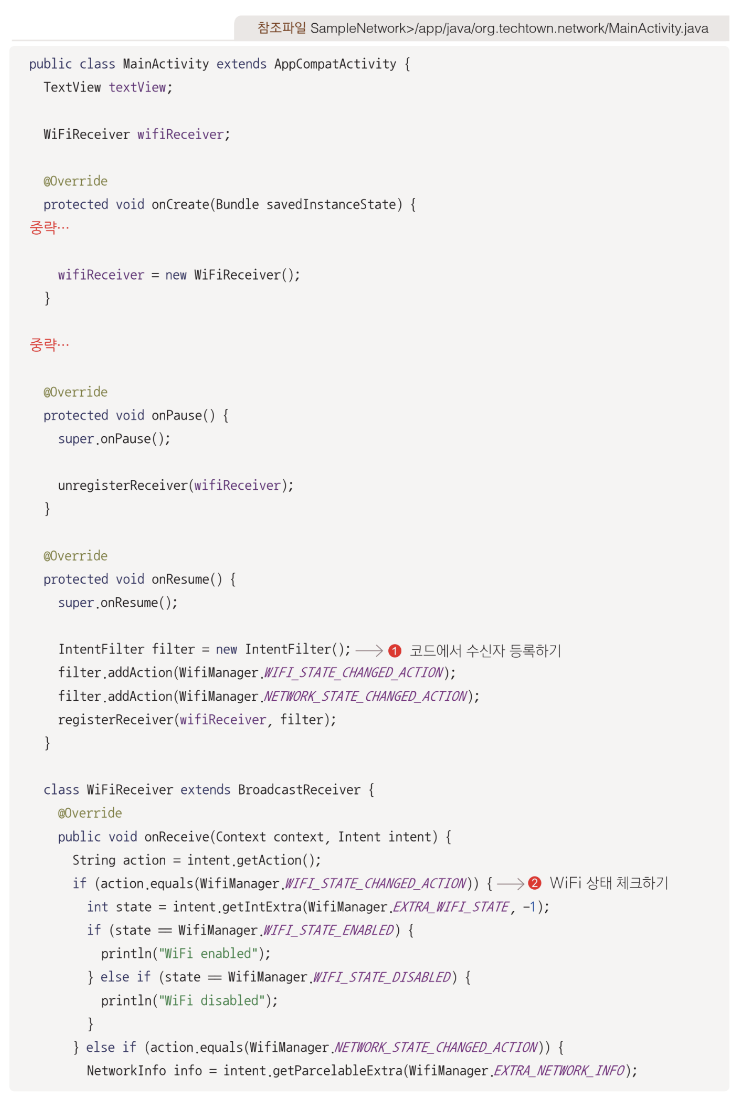 참조파일 SampleNetwork>/app/java/org.techtown.network/MainActivity.java
public class MainActivity extends AppCompatActivity {
  TextView textView;

  WiFiReceiver wifiReceiver;

  @Override
  protected void onCreate(Bundle savedInstanceState) {
중략…

    wifiReceiver = new WiFiReceiver();
  }

중략…

  @Override
  protected void onPause() {
    super.onPause();

    unregisterReceiver(wifiReceiver);
  }

  @Override
  protected void onResume() {
    super.onResume();

    IntentFilter filter = new IntentFilter(); → ❶ 코드에서 수신자 등록하기
    filter.addAction(WifiManager.WIFI_STATE_CHANGED_ACTION);
    filter.addAction(WifiManager.NETWORK_STATE_CHANGED_ACTION);
    registerReceiver(wifiReceiver, filter);
  }

  class WiFiReceiver extends BroadcastReceiver {
    @Override
    public void onReceive(Context context, Intent intent) {
      String action = intent.getAction();
      if (action.equals(WifiManager.WIFI_STATE_CHANGED_ACTION)) { → ❷ WiFi 상태 체크하기
        int state = intent.getIntExtra(WifiManager.EXTRA_WIFI_STATE, -1);
        if (state == WifiManager.WIFI_STATE_ENABLED) {
          println("WiFi enabled");
        } else if (state == WifiManager.WIFI_STATE_DISABLED) {
          println("WiFi disabled");
        }
      } else if (action.equals(WifiManager.NETWORK_STATE_CHANGED_ACTION)) {
        NetworkInfo info = intent.getParcelableExtra(WifiManager.EXTRA_NETWORK_INFO);